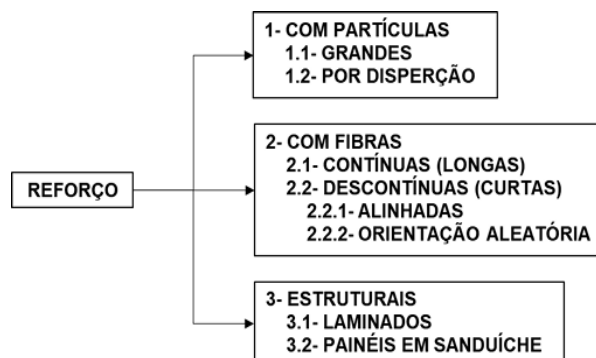 1- COM PARTÍCULAS
1.1- GRANDES
1.2- POR DISPERÇÃO
REFORÇO
2- COM FIBRAS
2.1- CONTÍNUAS (LONGAS)
2.2- DESCONTÍNUAS (CURTAS)
2.2.1- ALINHADAS
2.2.2- ORIENTAÇÃO ALEATÓRIA
3- ESTRUTURAIS
3.1- LAMINADOS
3.2- PAINÉIS EM SANDUÍCHE